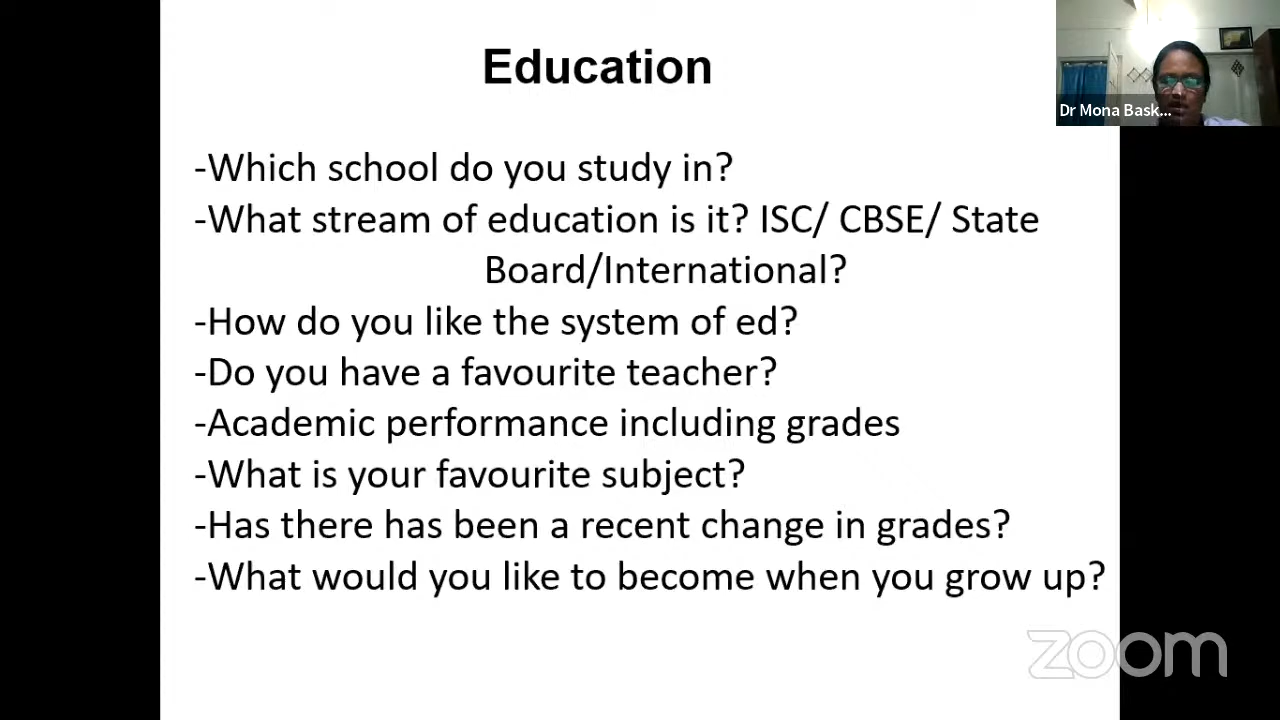 Education
Dr Mona Bask...
-Which school do you study in?
-What stream of education is it? ISC/ CBSE/ State
Board/International?
-How do you like the system of ed?
-Do you have a favourite teacher?
-Academic performance including grades
-What is your favourite subject?
-Has there has been a recent change in grades?
-What would you like to become when you grow up?
zoom